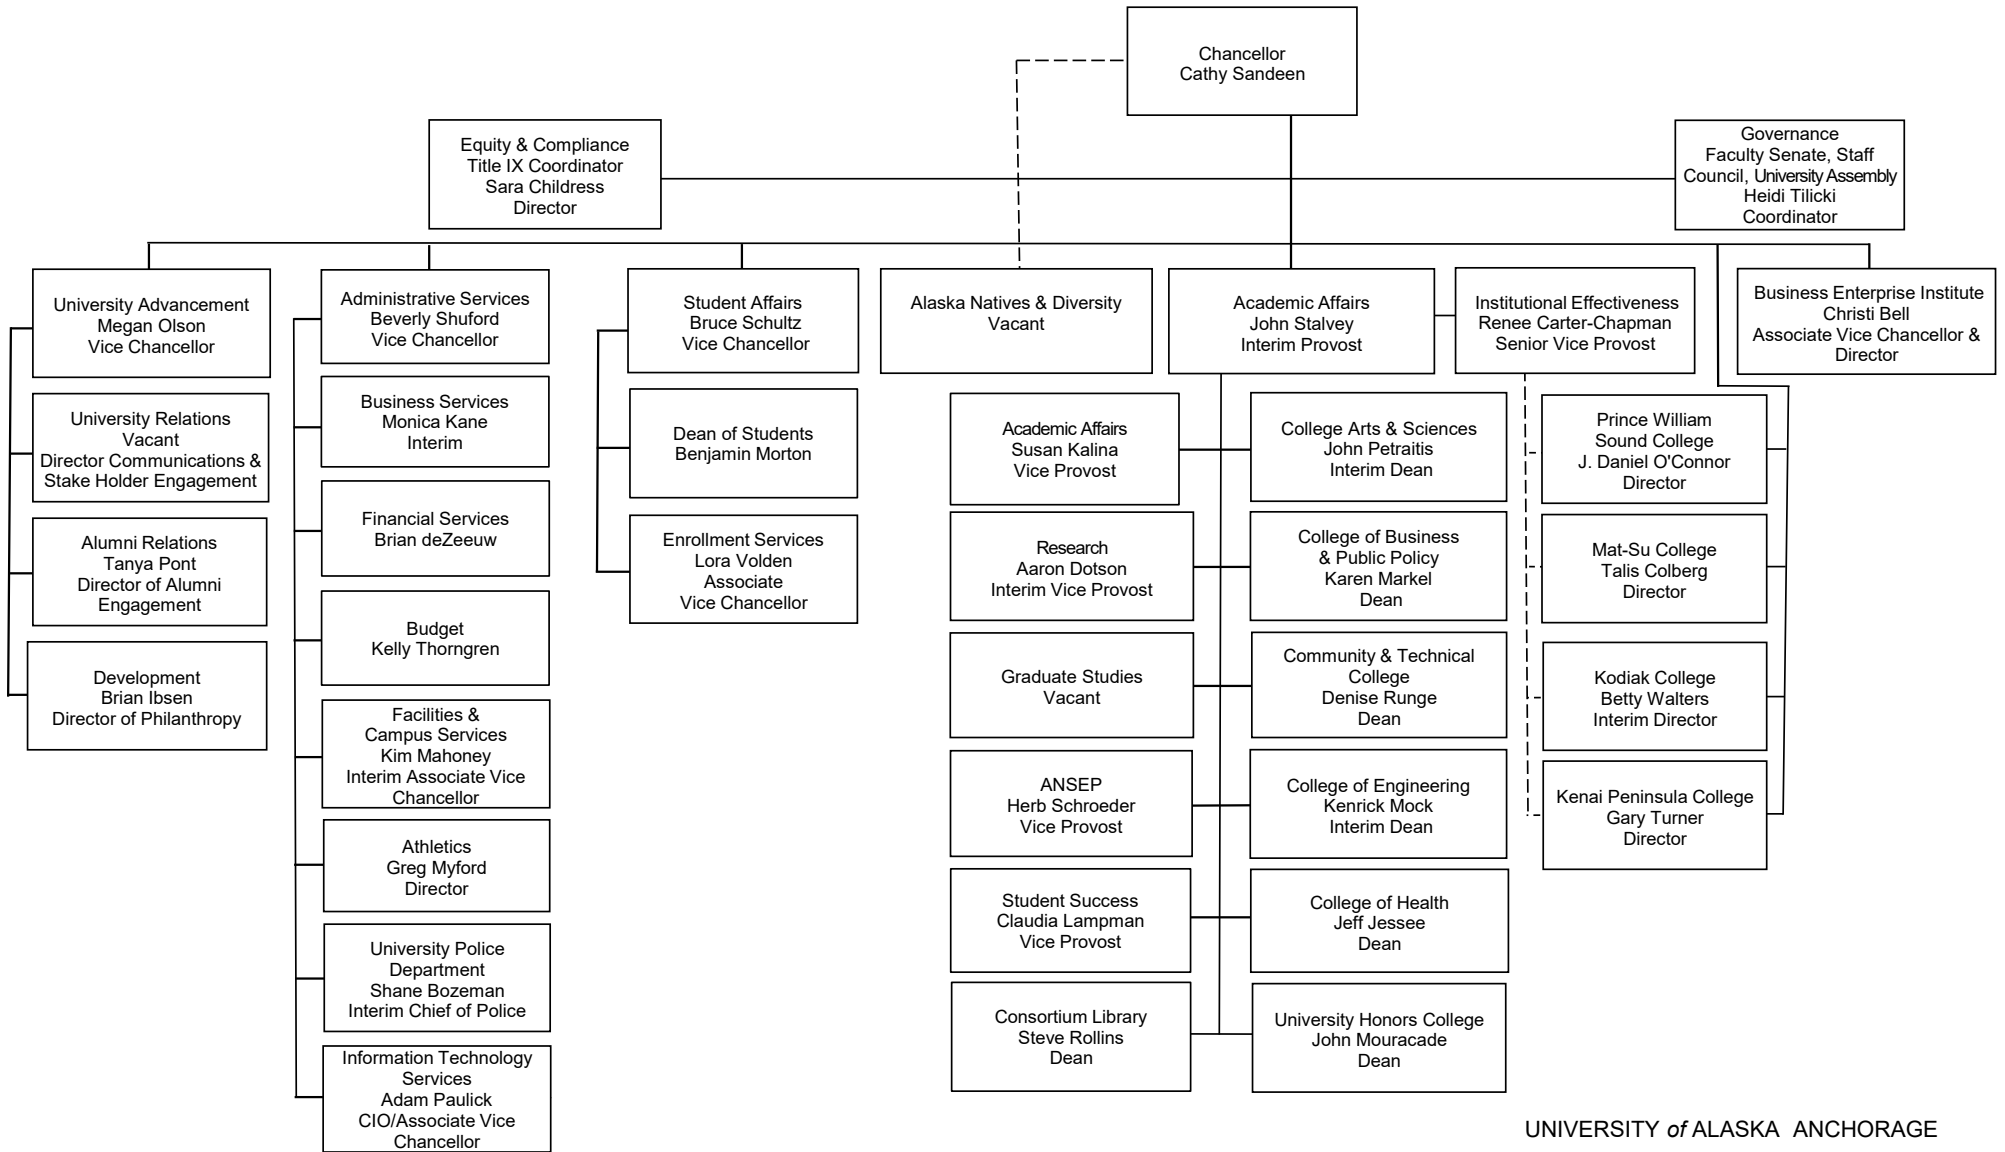 Chancellor
Cathy Sandeen
Equity & Compliance
Title IX Coordinator
Sara Childress
Director
Governance
Faculty Senate, Staff
Council, University Assembly
Heidi Tilicki
Coordinator
University Advancement
Megan Olson
Vice Chancellor
University Relations
Vacant
Director Communications &
Stake Holder Engagement
Alumni Relations
Tanya Pont
Director of Alumni
Engagement
Development
Brian Ibsen
Director of Philanthropy
Administrative Services
Beverly Shuford
Vice Chancellor
Business Services
Monica Kane
Interim
Financial Services
Brian deZeeuw
Budget
Kelly Thorngren
Facilities &
Campus Services
Kim Mahoney
Interim Associate Vice
Chancellor
Athletics
Greg Myford
Director
University Police
Department
Shane Bozeman
Interim Chief of Police
Information Technology
Services
Adam Paulick
CIO/Associate Vice
Chancellor
Student Affairs
Bruce Schultz
Vice Chancellor
Dean of Students
Benjamin Morton
Enrollment Services
Lora Volden
Associate
Vice Chancellor
Alaska Natives & Diversity
Vacant
Academic Affairs
John Stalvey
Interim Provost
Academic Affairs
Susan Kalina
Vice Provost
Research
Aaron Dotson
Interim Vice Provost
Graduate Studies
Vacant
ANSEP
Herb Schroeder
Vice Provost
Student Success
Claudia Lampman
Vice Provost
Consortium Library
Steve Rollins
Dean
College Arts & Sciences
John Petraitis
Interim Dean
College of Business
& Public Policy
Karen Markel
Dean
Community & Technical
College
Denise Runge
Dean
College of Engineering
Kenrick Mock
Interim Dean
College of Health
Jeff Jessee
Dean
University Honors College
John Mouracade
Dean
Institutional Effectiveness
Renee Carter-Chapman
Senior Vice Provost
Prince William
Sound College
J. Daniel O'Connor
Director
Mat-Su College
Talis Colberg
Director
Kodiak College
Betty Walters
Interim Director
Kenai Peninsula College
Gary Turner
Director
Business Enterprise Institute
Christi Bell
Associate Vice Chancellor &
Director
UNIVERSITY of ALASKA ANCHORAGE